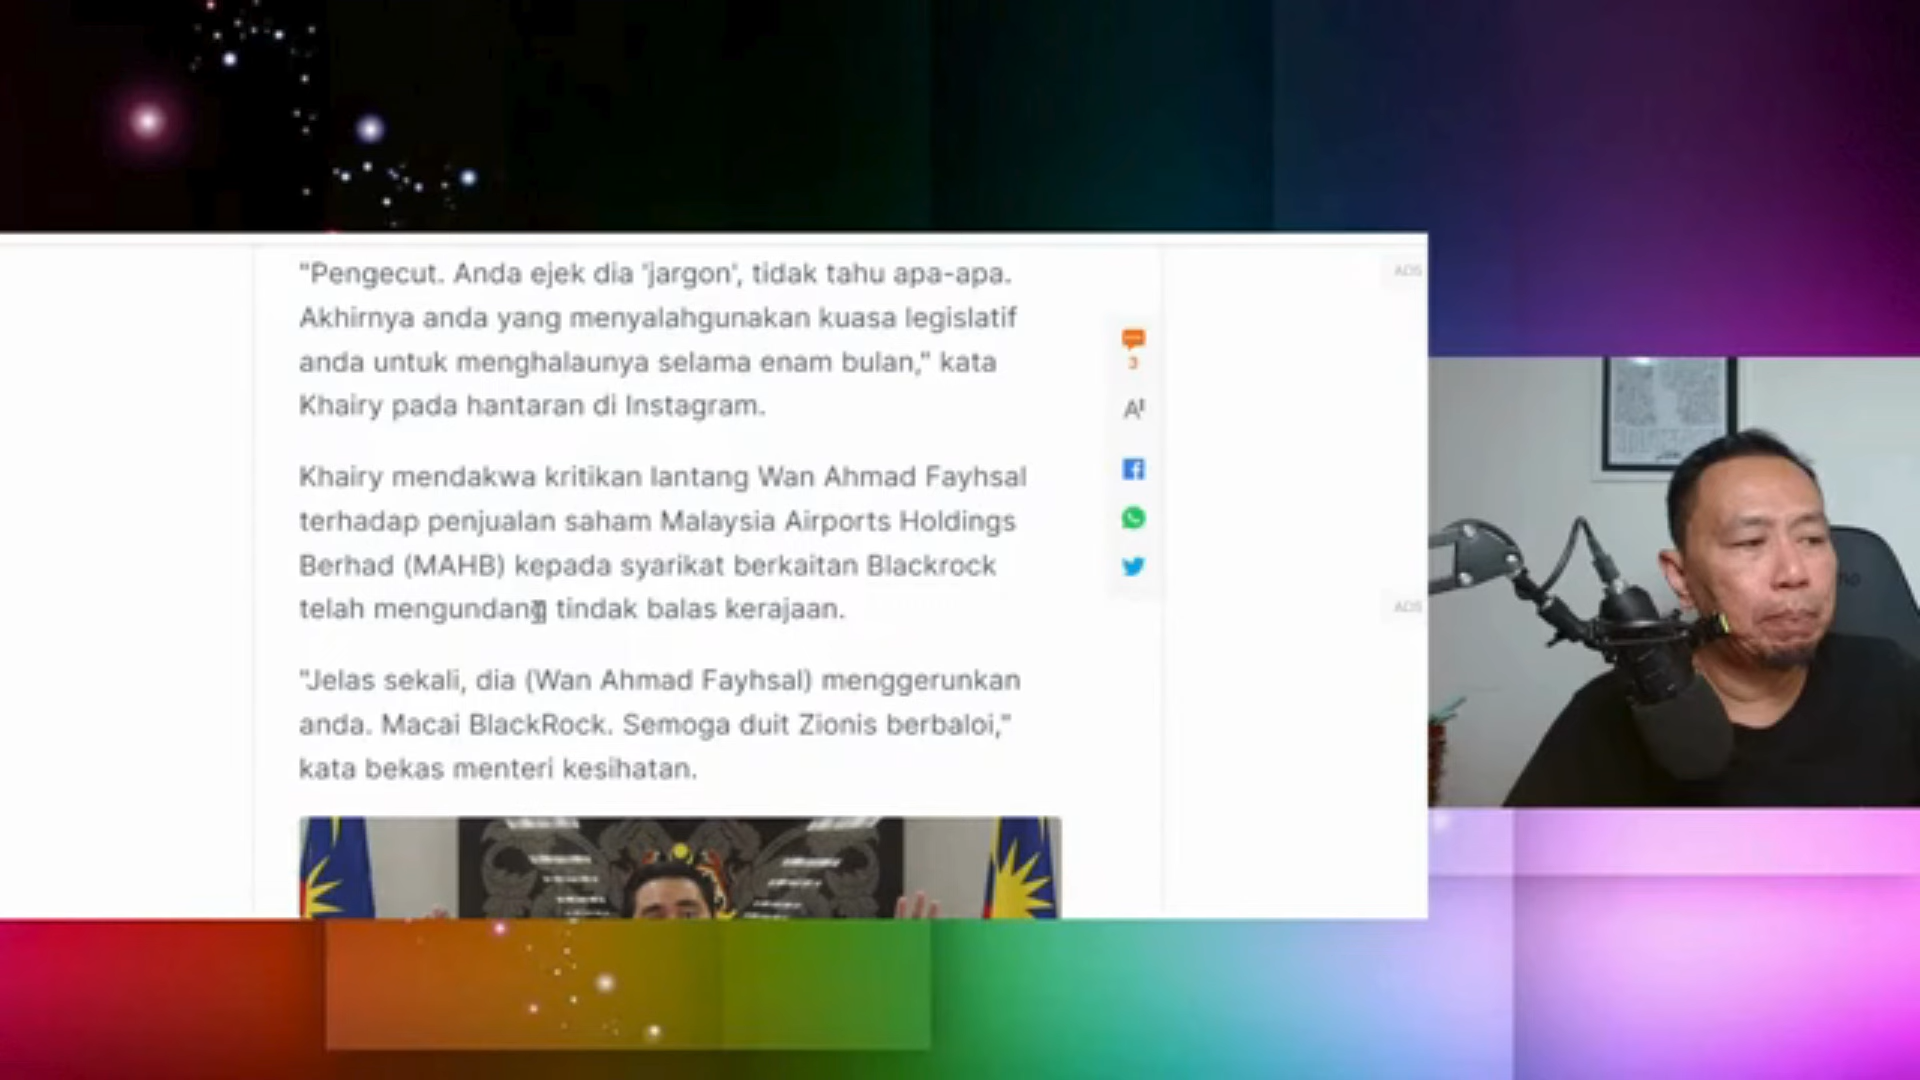 "Pengecut. Anda ejek dia 'jargon', tidak tahu apa-apa.
Akhirnya anda yang menyalahgunakan kuasa legislatif
anda untuk menghalaunya selama enam bulan," kata
Khairy pada hantaran di Instagram.
Khairy mendakwa kritikan lantang Wan Ahmad Fayhsal
terhadap penjualan saham Malaysia Airports Holdings
Berhad (MAHB) kepada syarikat berkaitan Blackrock
telah mengundang tindak balas kerajaan.
"Jelas sekali, dia (Wan Ahmad Fayhsal) menggerunkan
anda. Macai BlackRock. Semoga duit Zionis berbaloi,"
kata bekas menteri kesihatan.
3
A
ADS
ADS